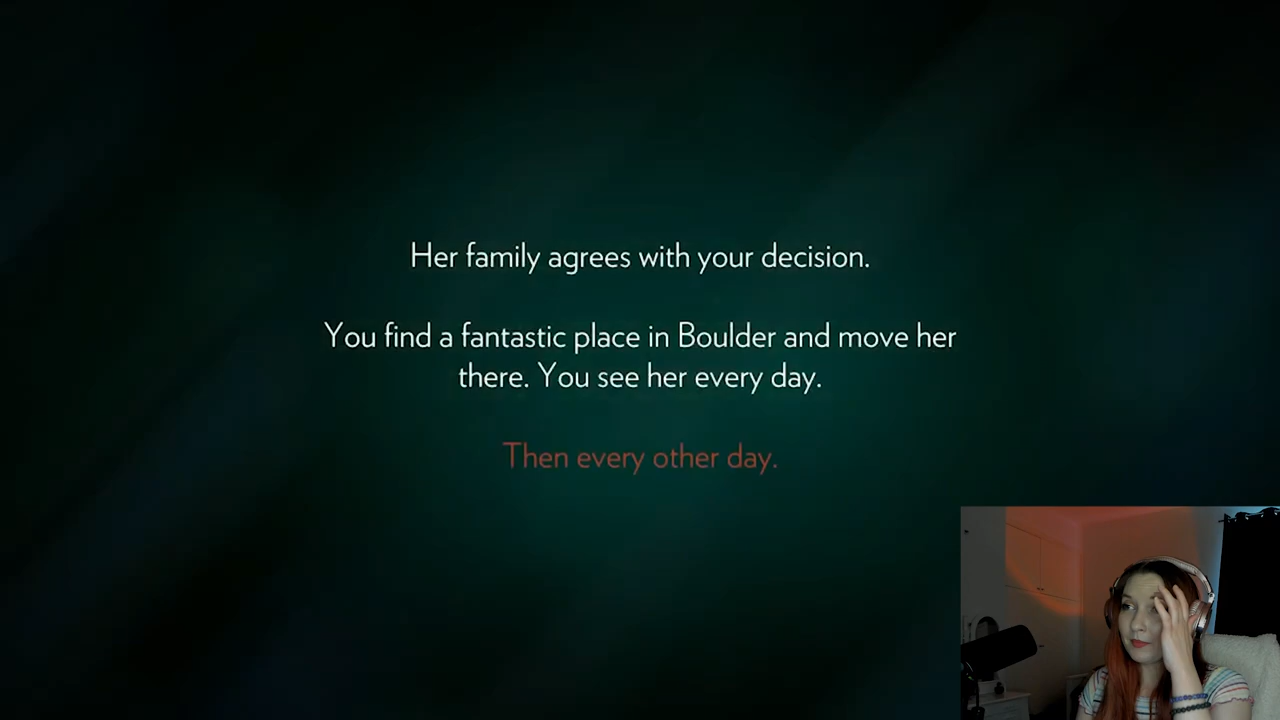 Her family agrees with your decision.
You find a fantastic place in Boulder and move her
there. You see her every day.
Then every other day.